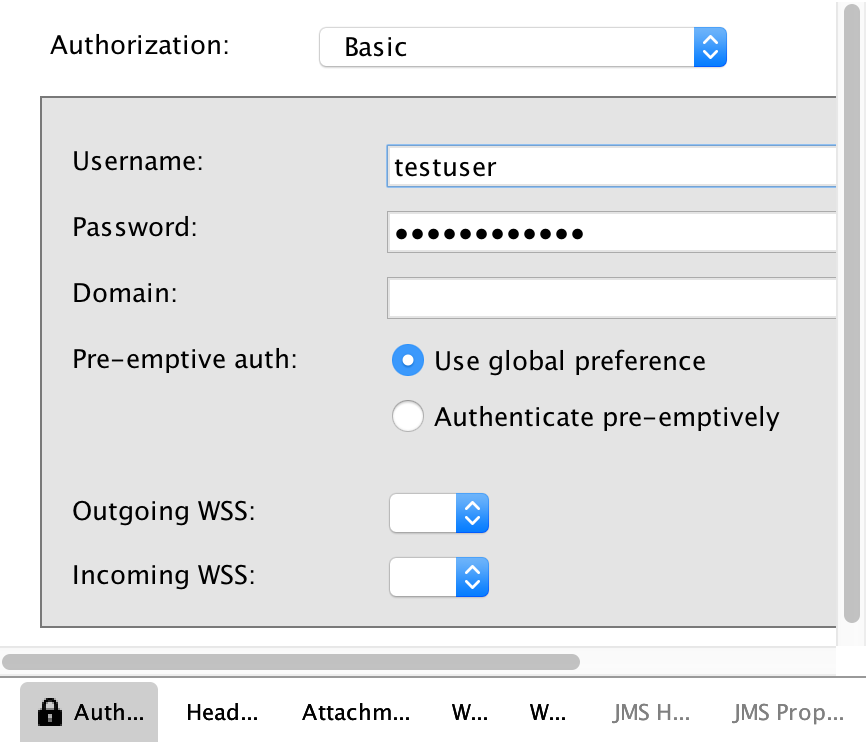 Authorization: Basic
Username: testuser
Password: ●●●●●●●●●●●●
Domain:
Pre-emptive auth: Use global preference
Authenticate pre-emptively
Outgoing WSS:
Incoming WSS:
Auth... Head... Attachm... W... W... JMS H... JMS Prop...